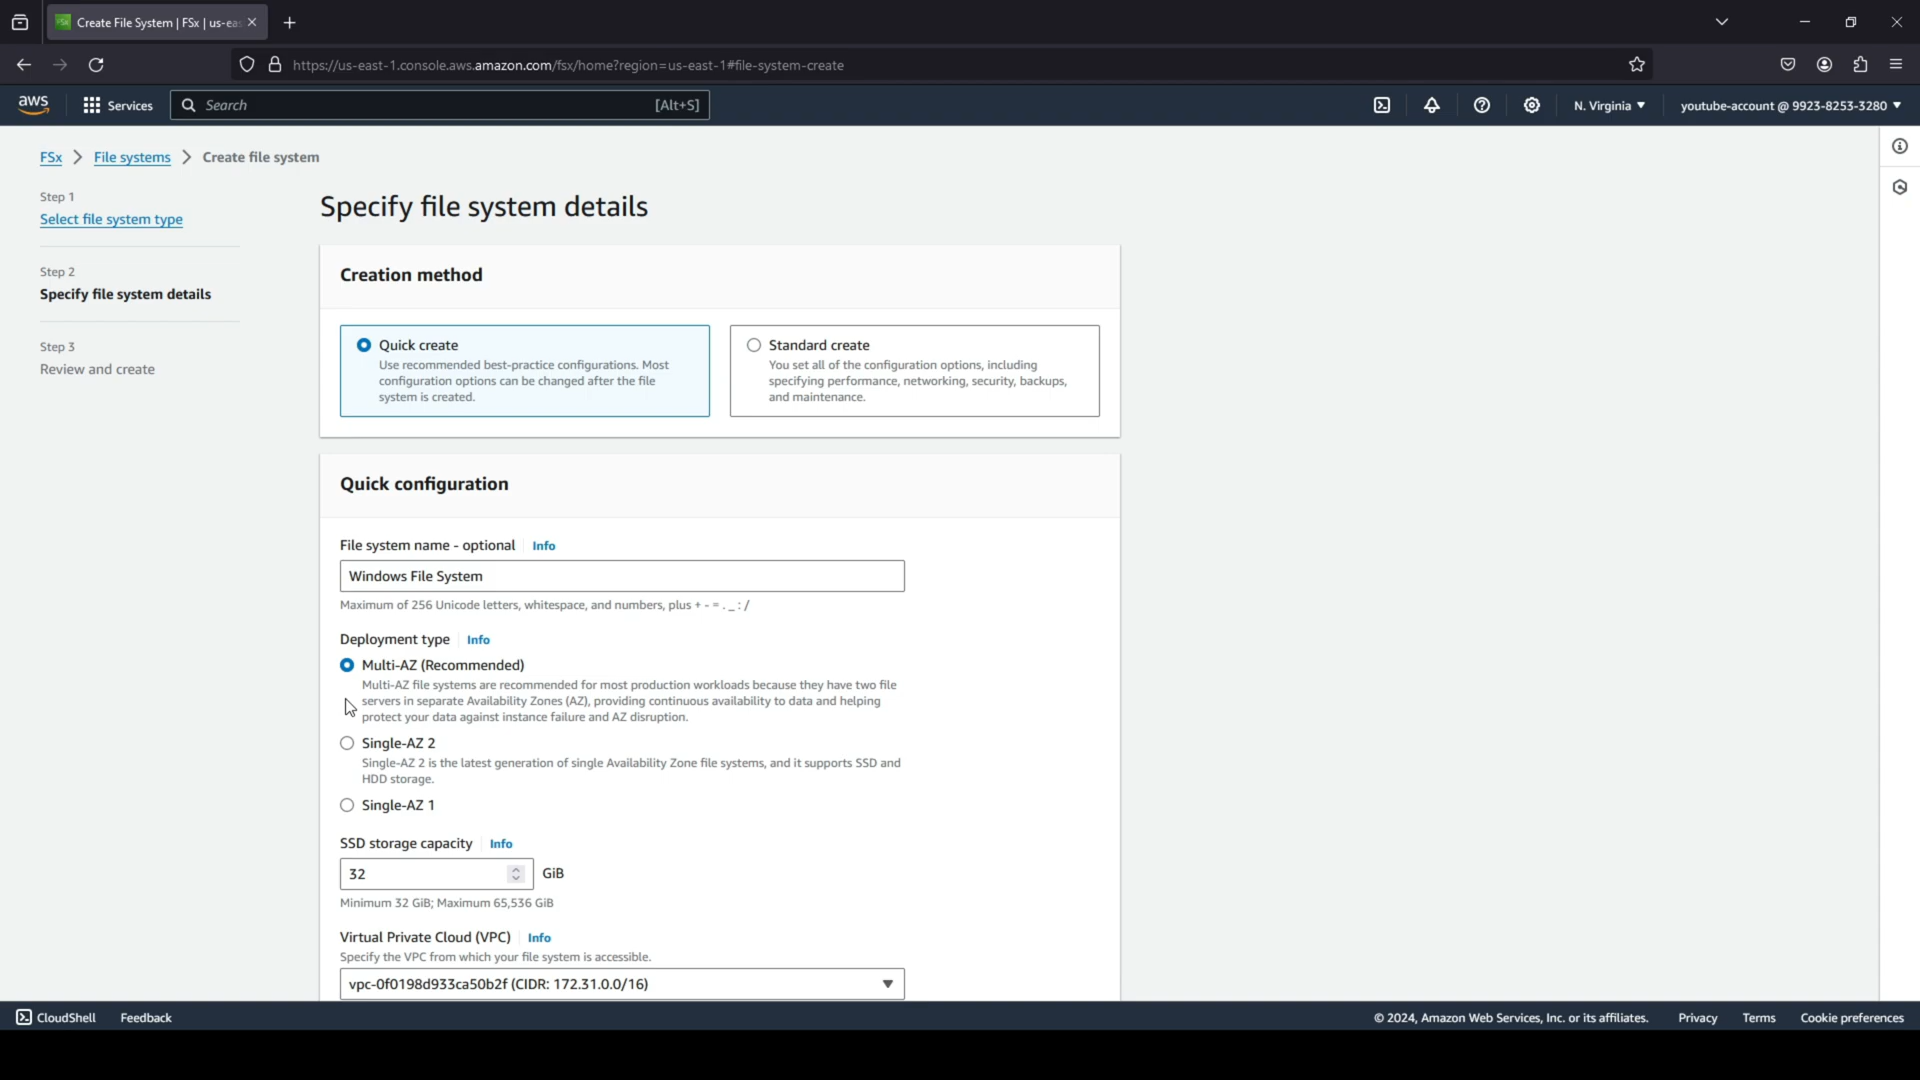 Create File System | FSx | us-eas
https://us-east-1.console.aws.amazon.com/fsx/home?region=us-east-1#file-system-create
aws
Services
Search
[Alt+S]
N. Virginia
youtube-account @ 9923-8253-3280
FSx
File systems
Create file system
Step 1
Select file system type
Step 2
Specify file system details
Step 3
Review and create
Specify file system details
Creation method
Quick create
Use recommended best-practice configurations. Most
configuration options can be changed after the file
system is created.
Standard create
You set all of the configuration options, including
specifying performance, networking, security, backups,
and maintenance.
Quick configuration
File system name - optional Info
Windows File System
Maximum of 256 Unicode letters, whitespace, and numbers, plus + - = . _ : /
Deployment type Info
Multi-AZ (Recommended)
Multi-AZ file systems are recommended for most production workloads because they have two file
servers in separate Availability Zones (AZ), providing continuous availability to data and helping
protect your data against instance failure and AZ disruption.
Single-AZ 2
Single-AZ 2 is the latest generation of single Availability Zone file systems, and it supports SSD and
HDD storage.
Single-AZ 1
SSD storage capacity Info
32 GiB
Minimum 32 GiB; Maximum 65,536 GiB
Virtual Private Cloud (VPC) Info
Specify the VPC from which your file system is accessible.
vpc-0f0198d933ca50b2f (CIDR: 172.31.0.0/16)
CloudShell
Feedback
© 2024, Amazon Web Services, Inc. or its affiliates.
Privacy
Terms
Cookie preferences